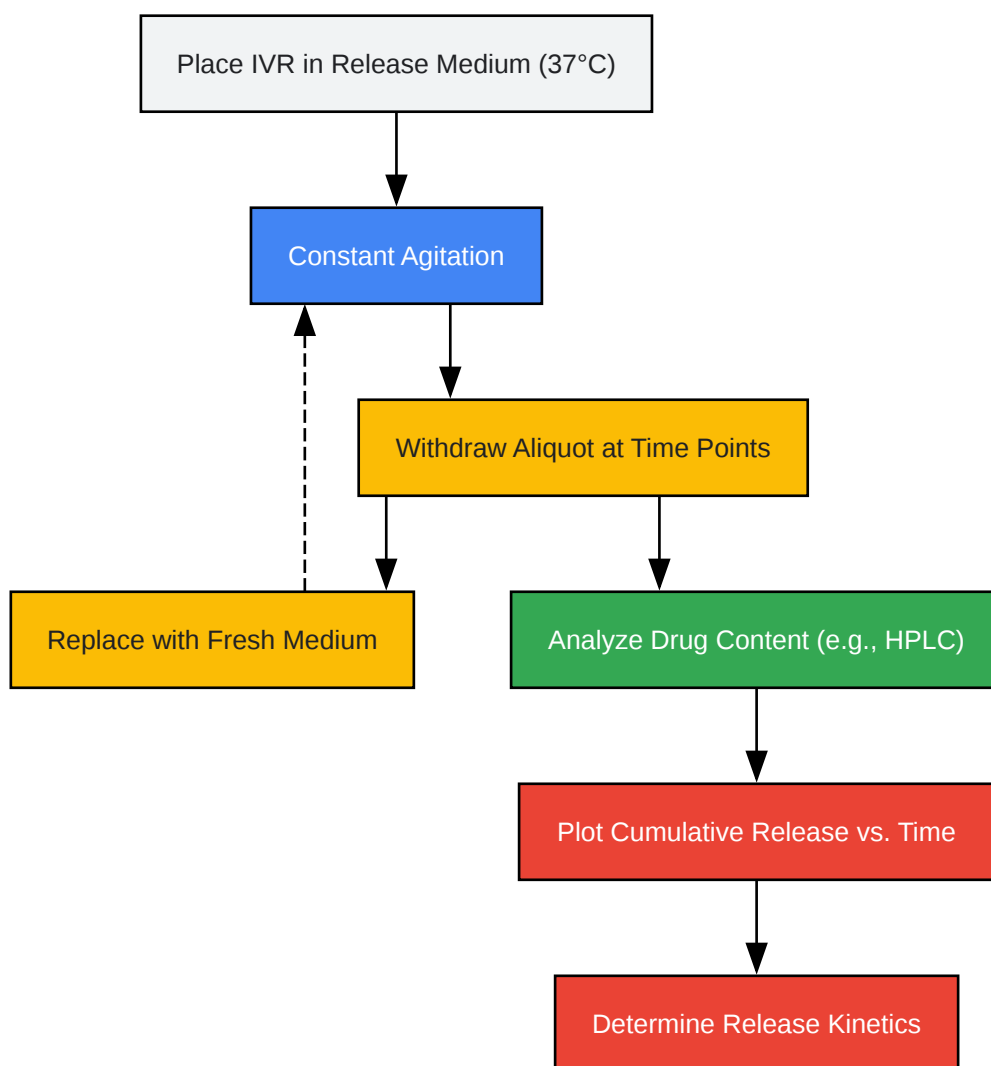 Place IVR in Release Medium (37°C)
Constant Agitation
Withdraw Aliquot at Time Points
Replace with Fresh Medium
Analyze Drug Content (e.g., HPLC)
Plot Cumulative Release vs. Time
Determine Release Kinetics